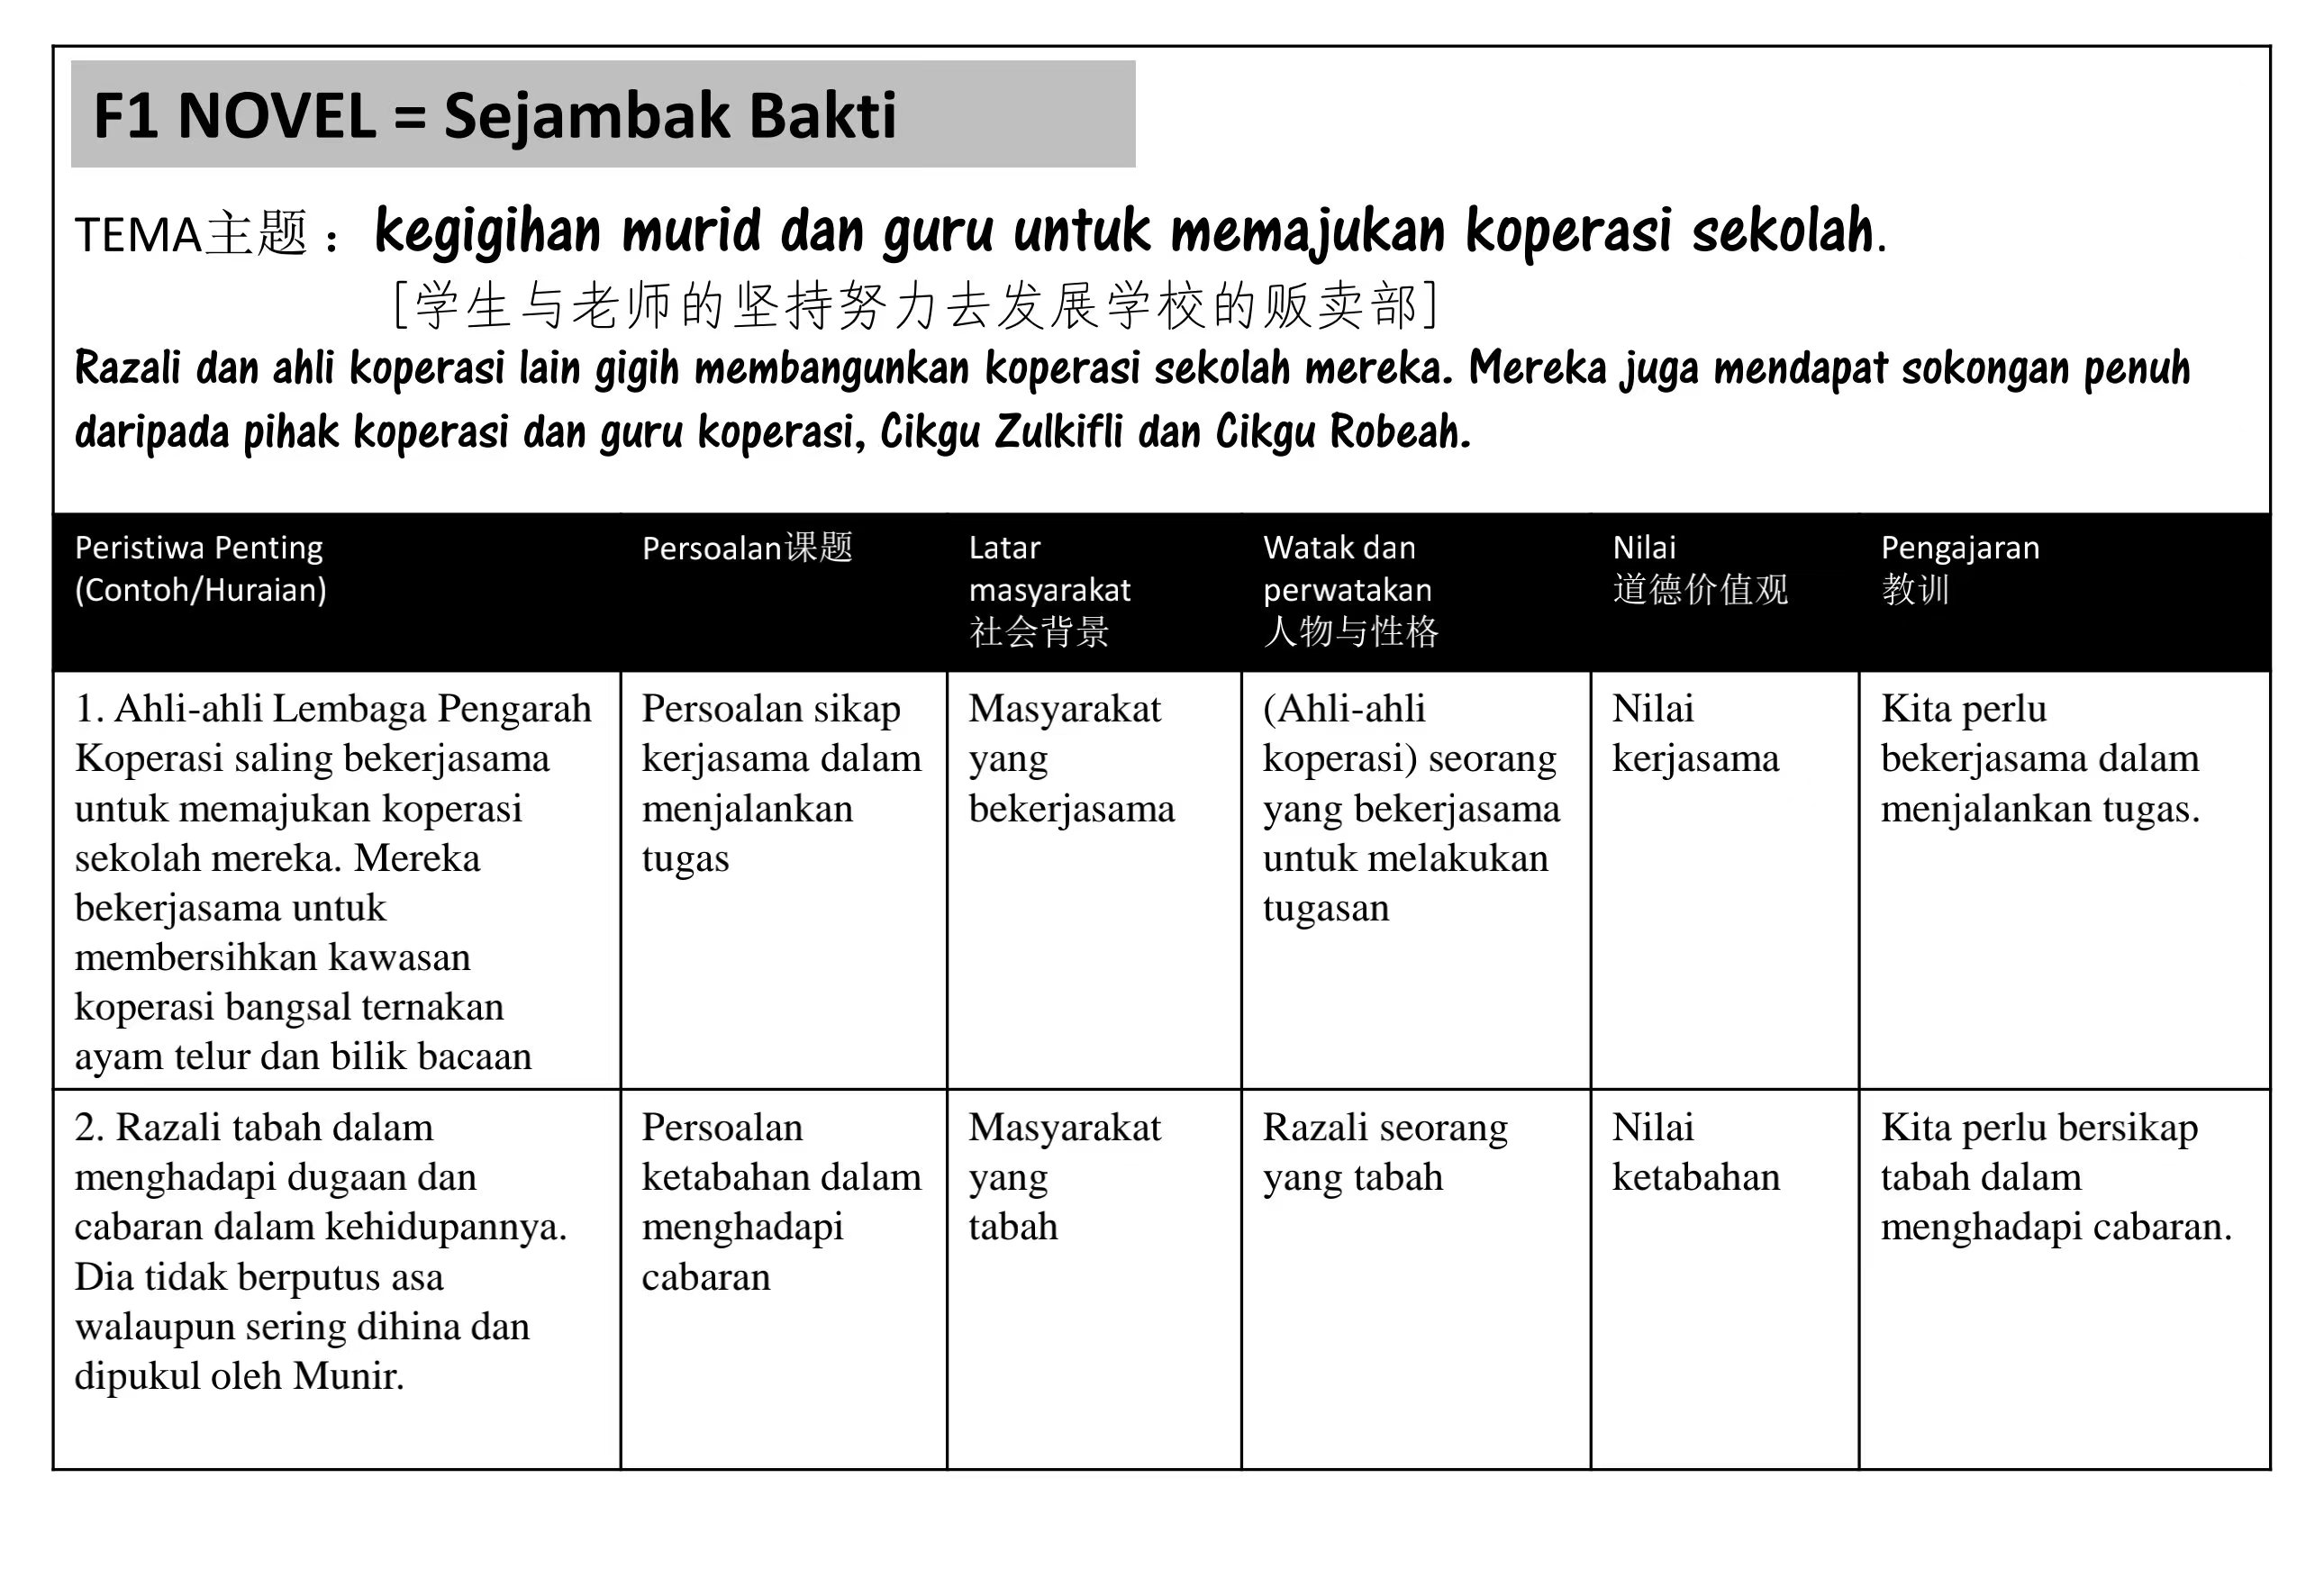 F1 NOVEL = Sejambak Bakti
TEMA主题 : kegigihan murid dan guru untuk memajukan koperasi sekolah.
[学生与老师的坚持努力去发展学校的贩卖部]
Razali dan ahli koperasi lain gigih membangunkan koperasi sekolah mereka. Mereka juga mendapat sokongan penuh
daripada pihak koperasi dan guru koperasi, Cikgu Zulkifli dan Cikgu Robeah.
Peristiwa Penting
(Contoh/Huraian)
Persoalan课题
Latar
masyarakat
社会背景
Watak dan
perwatakan
人物与性格
Nilai
道德价值观
Pengajaran
教训
1. Ahli-ahli Lembaga Pengarah
Koperasi saling bekerjasama
untuk memajukan koperasi
sekolah mereka. Mereka
bekerjasama untuk
membersihkan kawasan
koperasi bangsal ternakan
ayam telur dan bilik bacaan
Persoalan sikap
kerjasama dalam
menjalankan
tugas
Masyarakat
yang
bekerjasama
(Ahli-ahli
koperasi) seorang
yang bekerjasama
untuk melakukan
tugasan
Nilai
kerjasama
Kita perlu
bekerjasama dalam
menjalankan tugas.
2. Razali tabah dalam
menghadapi dugaan dan
cabaran dalam kehidupannya.
Dia tidak berputus asa
walaupun sering dihina dan
dipukul oleh Munir.
Persoalan
ketabahan dalam
menghadapi
cabaran
Masyarakat
yang
tabah
Razali seorang
yang tabah
Nilai
ketabahan
Kita perlu bersikap
tabah dalam
menghadapi cabaran.